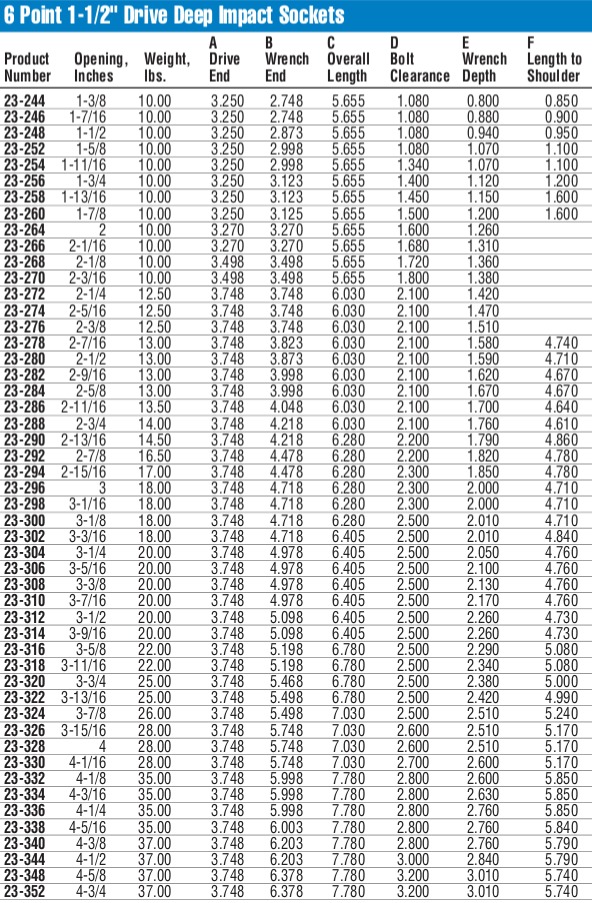 6 Point 1-1/2" Drive Deep Impact Sockets
A B C D E F
Product Opening, Weight, Drive Wrench Overall Bolt Wrench Length to
Number Inches lbs. End End Length Clearance Depth Shoulder
23-244 1-3/8 10.00 3.250 2.748 5.655 1.080 0.800 0.850
23-246 1-7/16 10.00 3.250 2.748 5.655 1.080 0.880 0.900
23-248 1-1/2 10.00 3.250 2.873 5.655 1.080 0.940 0.950
23-252 1-5/8 10.00 3.250 2.998 5.655 1.080 1.070 1.100
23-254 1-11/16 10.00 3.250 2.998 5.655 1.340 1.070 1.100
23-256 1-3/4 10.00 3.250 3.123 5.655 1.400 1.120 1.200
23-258 1-13/16 10.00 3.250 3.123 5.655 1.450 1.150 1.600
23-260 1-7/8 10.00 3.250 3.125 5.655 1.500 1.200 1.600
23-264 2 10.00 3.270 3.270 5.655 1.600 1.260
23-266 2-1/16 10.00 3.270 3.270 5.655 1.680 1.310
23-268 2-1/8 10.00 3.498 3.498 5.655 1.720 1.360
23-270 2-3/16 10.00 3.498 3.498 5.655 1.800 1.380
23-272 2-1/4 12.50 3.748 3.748 6.030 2.100 1.420
23-274 2-5/16 12.50 3.748 3.748 6.030 2.100 1.470
23-276 2-3/8 12.50 3.748 3.748 6.030 2.100 1.510
23-278 2-7/16 13.00 3.748 3.823 6.030 2.100 1.580 4.740
23-280 2-1/2 13.00 3.748 3.873 6.030 2.100 1.590 4.710
23-282 2-9/16 13.00 3.748 3.998 6.030 2.100 1.620 4.670
23-284 2-5/8 13.00 3.748 3.998 6.030 2.100 1.670 4.670
23-286 2-11/16 13.50 3.748 4.048 6.030 2.100 1.700 4.640
23-288 2-3/4 14.00 3.748 4.218 6.030 2.100 1.760 4.610
23-290 2-13/16 14.50 3.748 4.218 6.280 2.200 1.790 4.860
23-292 2-7/8 16.50 3.748 4.478 6.280 2.200 1.820 4.780
23-294 2-15/16 17.00 3.748 4.478 6.280 2.300 1.850 4.780
23-296 3 18.00 3.748 4.718 6.280 2.300 2.000 4.710
23-298 3-1/16 18.00 3.748 4.718 6.280 2.300 2.000 4.710
23-300 3-1/8 18.00 3.748 4.718 6.280 2.500 2.010 4.710
23-302 3-3/16 18.00 3.748 4.718 6.405 2.500 2.010 4.840
23-304 3-1/4 20.00 3.748 4.978 6.405 2.500 2.050 4.760
23-306 3-5/16 20.00 3.748 4.978 6.405 2.500 2.100 4.760
23-308 3-3/8 20.00 3.748 4.978 6.405 2.500 2.130 4.760
23-310 3-7/16 20.00 3.748 4.978 6.405 2.500 2.170 4.760
23-312 3-1/2 20.00 3.748 5.098 6.405 2.500 2.260 4.730
23-314 3-9/16 20.00 3.748 5.098 6.405 2.500 2.260 4.730
23-316 3-5/8 22.00 3.748 5.198 6.780 2.500 2.290 5.080
23-318 3-11/16 22.00 3.748 5.198 6.780 2.500 2.340 5.080
23-320 3-3/4 25.00 3.748 5.468 6.780 2.500 2.380 5.000
23-322 3-13/16 25.00 3.748 5.498 6.780 2.500 2.420 4.990
23-324 3-7/8 26.00 3.748 5.498 7.030 2.500 2.510 5.240
23-326 3-15/16 28.00 3.748 5.748 7.030 2.600 2.510 5.170
23-328 4 28.00 3.748 5.748 7.030 2.600 2.510 5.170
23-330 4-1/16 28.00 3.748 5.748 7.030 2.700 2.600 5.170
23-332 4-1/8 35.00 3.748 5.998 7.780 2.800 2.600 5.850
23-334 4-3/16 35.00 3.748 5.998 7.780 2.800 2.630 5.850
23-336 4-1/4 35.00 3.748 5.998 7.780 2.800 2.760 5.850
23-338 4-5/16 35.00 3.748 6.003 7.780 2.800 2.760 5.840
23-340 4-3/8 37.00 3.748 6.203 7.780 2.800 2.760 5.790
23-344 4-1/2 37.00 3.748 6.203 7.780 3.000 2.840 5.790
23-348 4-5/8 37.00 3.748 6.378 7.780 3.200 3.010 5.740
23-352 4-3/4 37.00 3.748 6.378 7.780 3.200 3.010 5.740